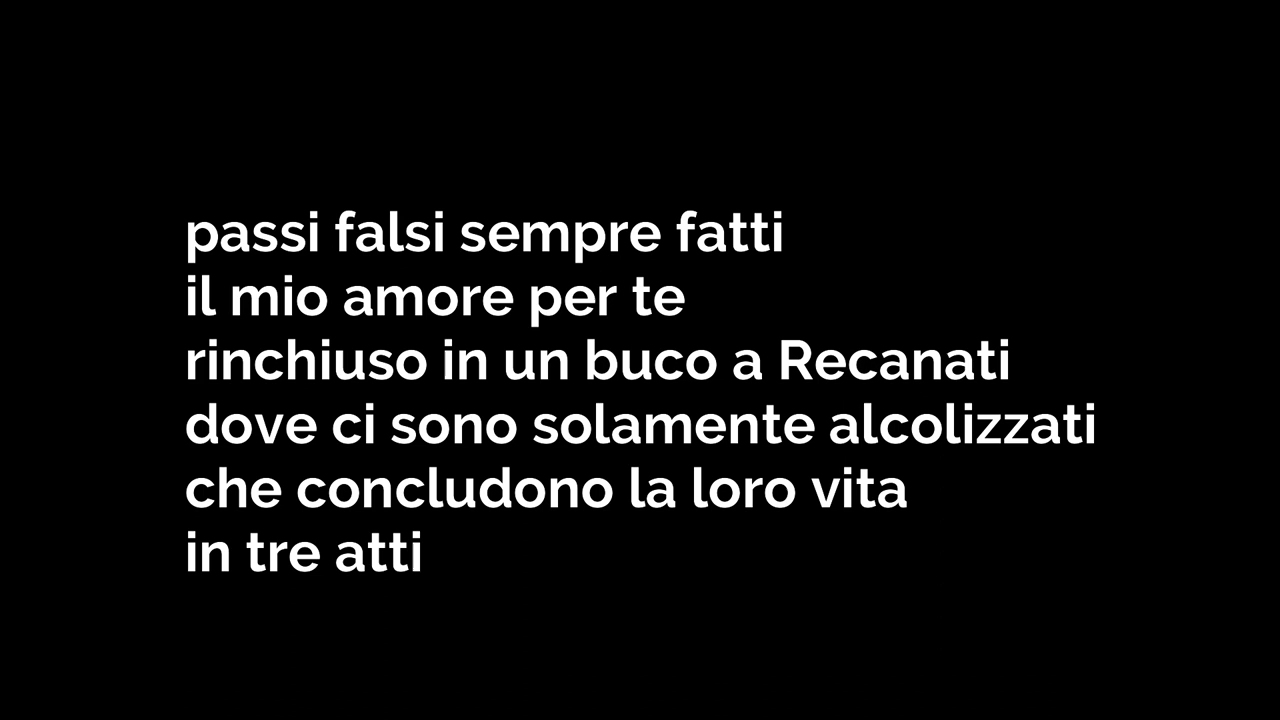 passi falsi sempre fatti
il mio amore per te
rinchiuso in un buco a Recanati
dove ci sono solamente alcolizzati
che concludono la loro vita
in tre atti